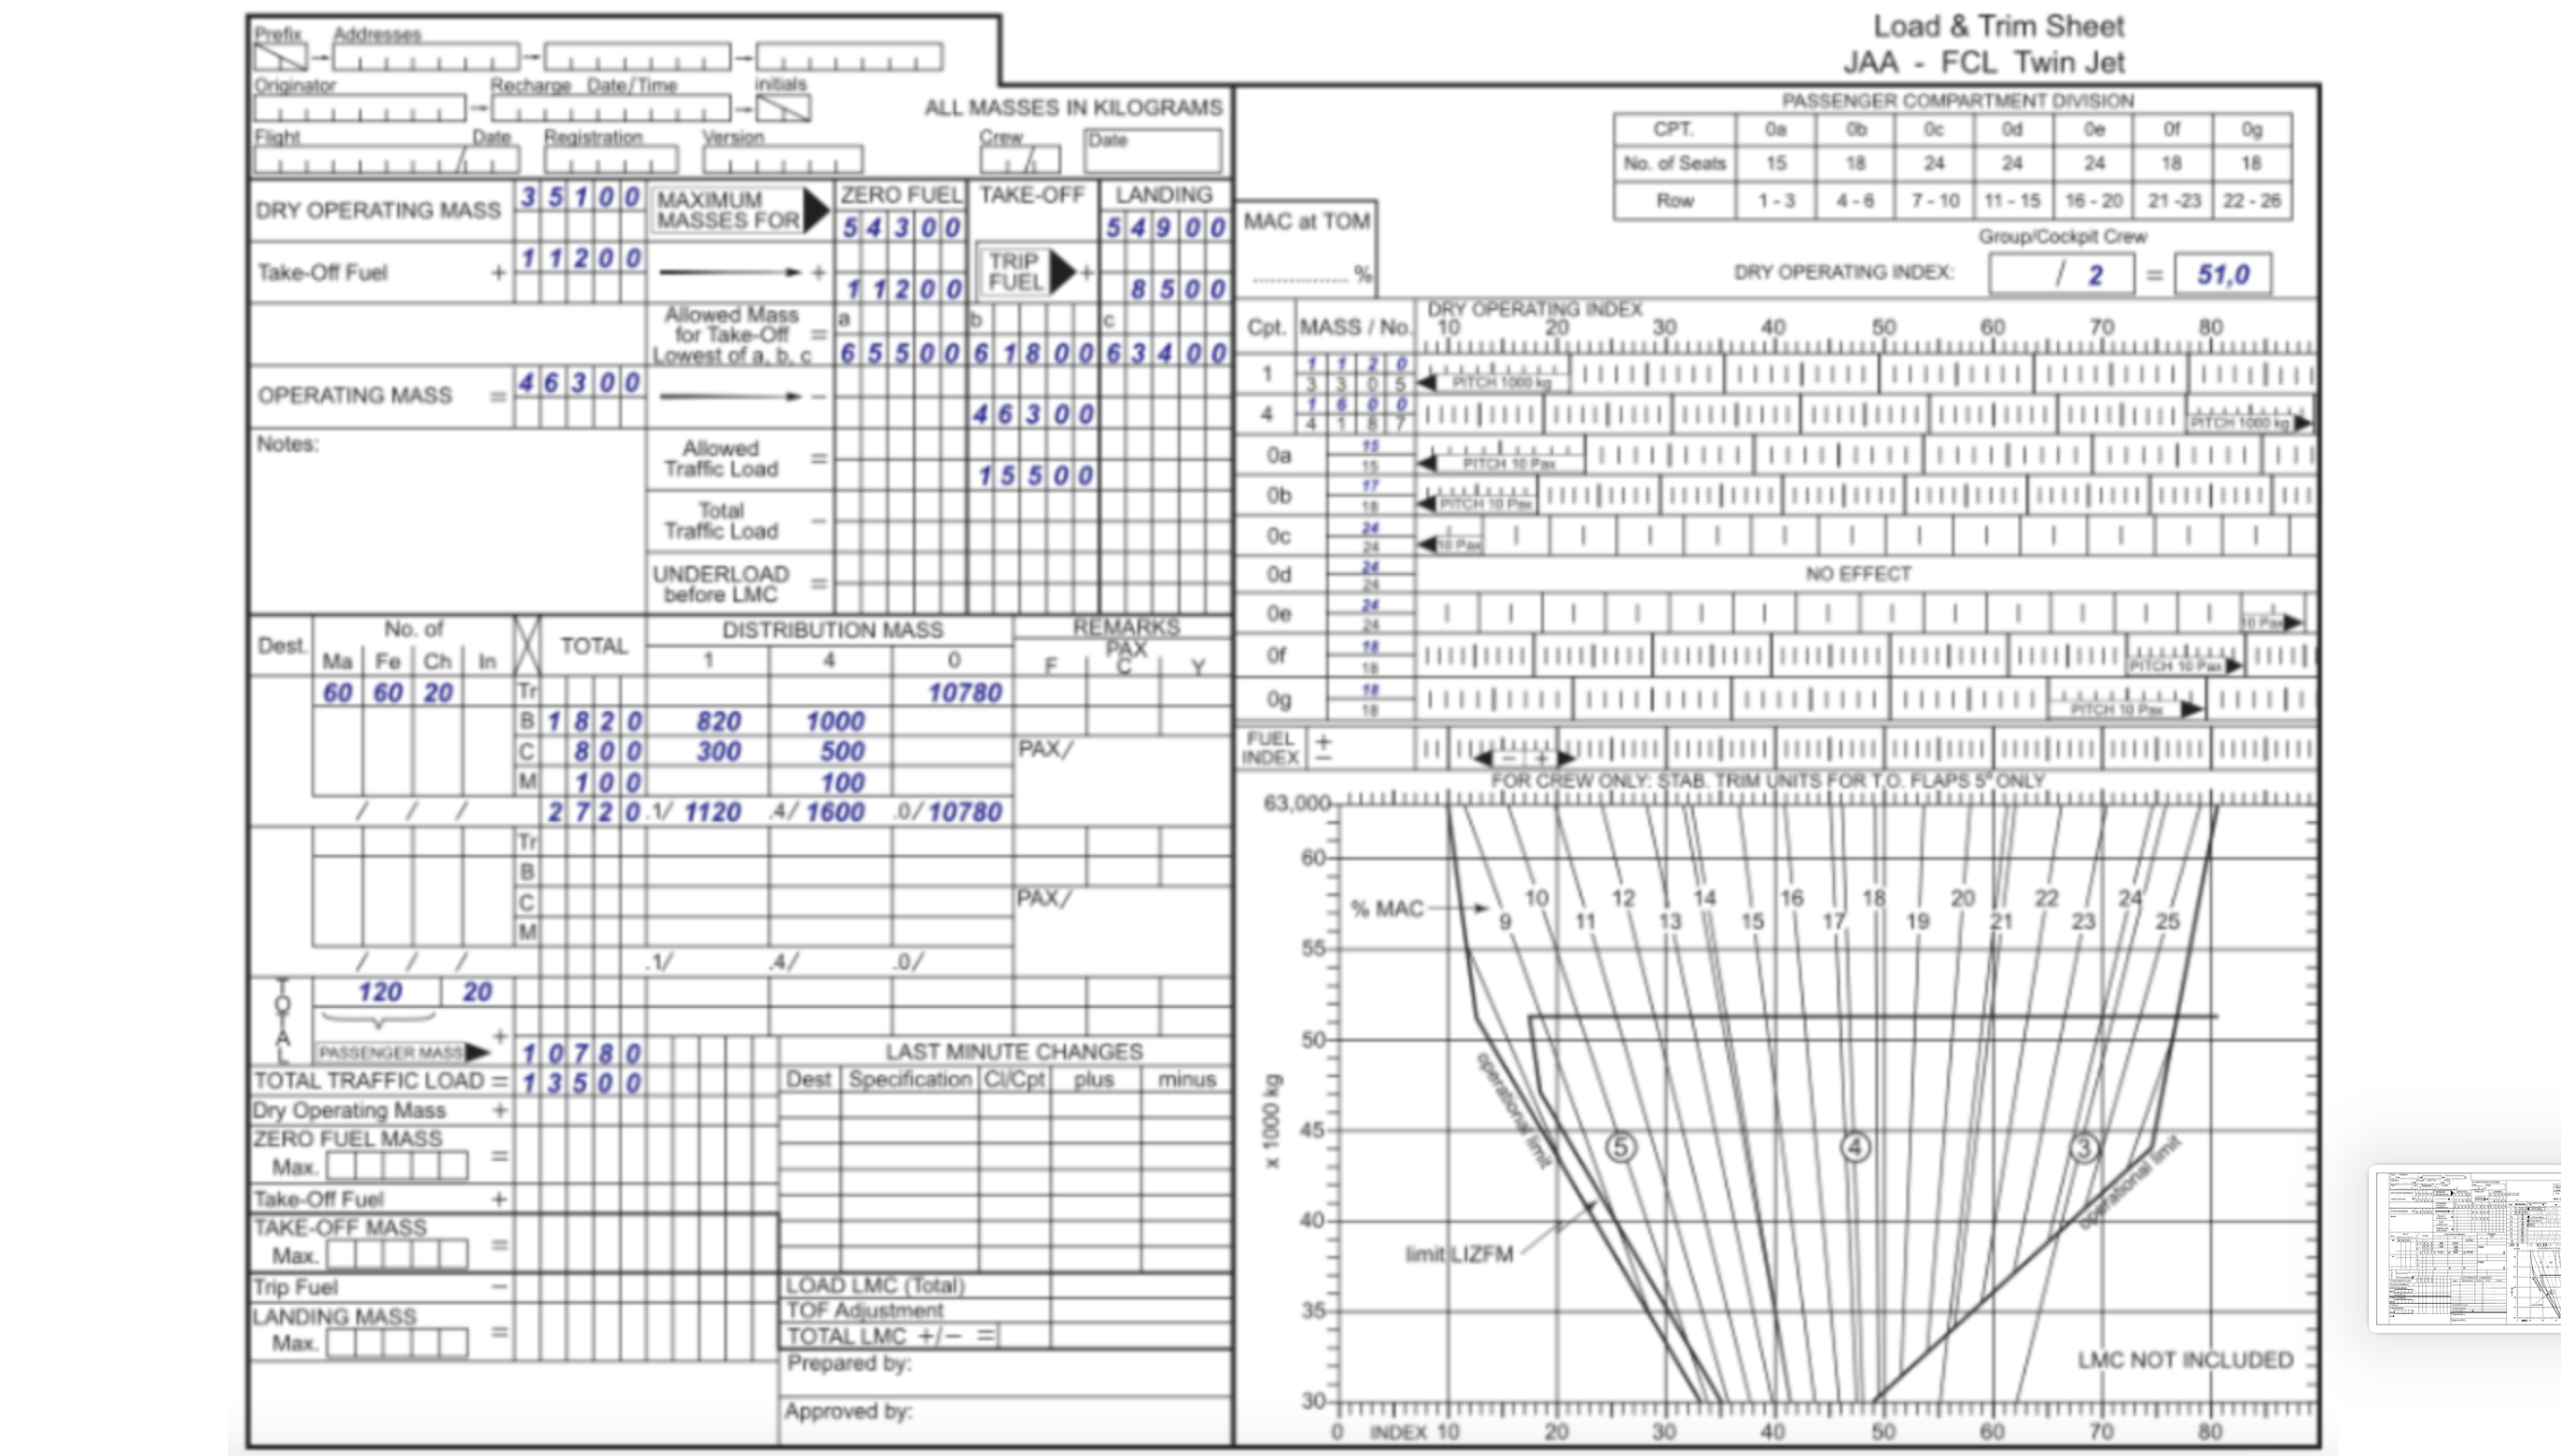 Load & Trim Sheet
JAA - FCL Twin Jet
Prefix Addresses
Originator Recharge Date/Time initials
ALL MASSES IN KILOGRAMS
Flight Date Registration Version Crew Date
DRY OPERATING MASS 35100 MAXIMUM MASSES FOR ZERO FUEL TAKE-OFF LANDING
54300 54900
Take-Off Fuel + 11200 + TRIP FUEL +
11200 8500
Allowed Mass for Take-Off Lowest of a, b, c = a b c
65500 61800 63400
OPERATING MASS = 46300 −
46300
Notes:
Allowed Traffic Load =
15500
Total Traffic Load −
UNDERLOAD before LMC =
Dest. No. of TOTAL DISTRIBUTION MASS REMARKS
Ma Fe Ch In 1 4 0 PAX
F C Y
60 60 20 Tr 10780
B 1820 820 1000
C 800 300 500 PAX/
M 100 100
/ / / 2720 .1/ 1120 .4/ 1600 .0/ 10780
Tr
B
C PAX/
M
/ / / .1/ .4/ .0/
TOTAL 120 20
+
PASSENGER MASS 10780
LAST MINUTE CHANGES
TOTAL TRAFFIC LOAD = 13500
Dest Specification Cl/Cpt plus minus
Dry Operating Mass +
ZERO FUEL MASS
Max. =
Take-Off Fuel +
TAKE-OFF MASS
Max. =
Trip Fuel −
LANDING MASS
Max. =
LOAD LMC (Total)
TOF Adjustment
TOTAL LMC +/− =
Prepared by:
Approved by:
PASSENGER COMPARTMENT DIVISION
CPT. 0a 0b 0c 0d 0e 0f 0g
No. of Seats 15 18 24 24 24 18 18
Row 1 - 3 4 - 6 7 - 10 11 - 15 16 - 20 21 -23 22 - 26
MAC at TOM
................ %
Group/Cockpit Crew
DRY OPERATING INDEX: / 2 = 51,0
Cpt. MASS / No. DRY OPERATING INDEX
10 20 30 40 50 60 70 80
1 1120
3305 PITCH 1000 kg
4 1600
4187 PITCH 1000 kg
0a 15
15 PITCH 10 Pax
0b 17
18 PITCH 10 Pax
0c 24
24 10 Pax
0d 24
24 NO EFFECT
0e 24
24 10 Pax
0f 18
18 PITCH 10 Pax
0g 18
18 PITCH 10 Pax
FUEL INDEX + −
− +
FOR CREW ONLY: STAB. TRIM UNITS FOR T.O. FLAPS 5° ONLY
63,000
60
% MAC 9 10 11 12 13 14 15 16 17 18 19 20 21 22 23 24 25
55
50
45
operational limit 5 4 3 operational limit
40
limit LIZFM
35
LMC NOT INCLUDED
30
x 1000 kg
0 INDEX 10 20 30 40 50 60 70 80